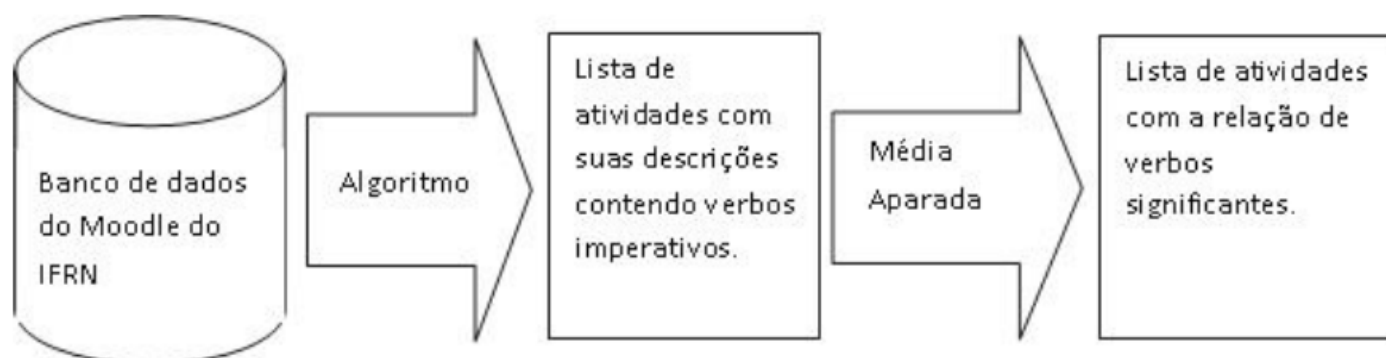 Banco de dados
do Moodle do
IFRN
Algoritmo
Lista de
atividades com
suas descrições
contendo verbos
imperativos.
Média
Aparada
Lista de atividades
com a relação de
verbos
significantes.